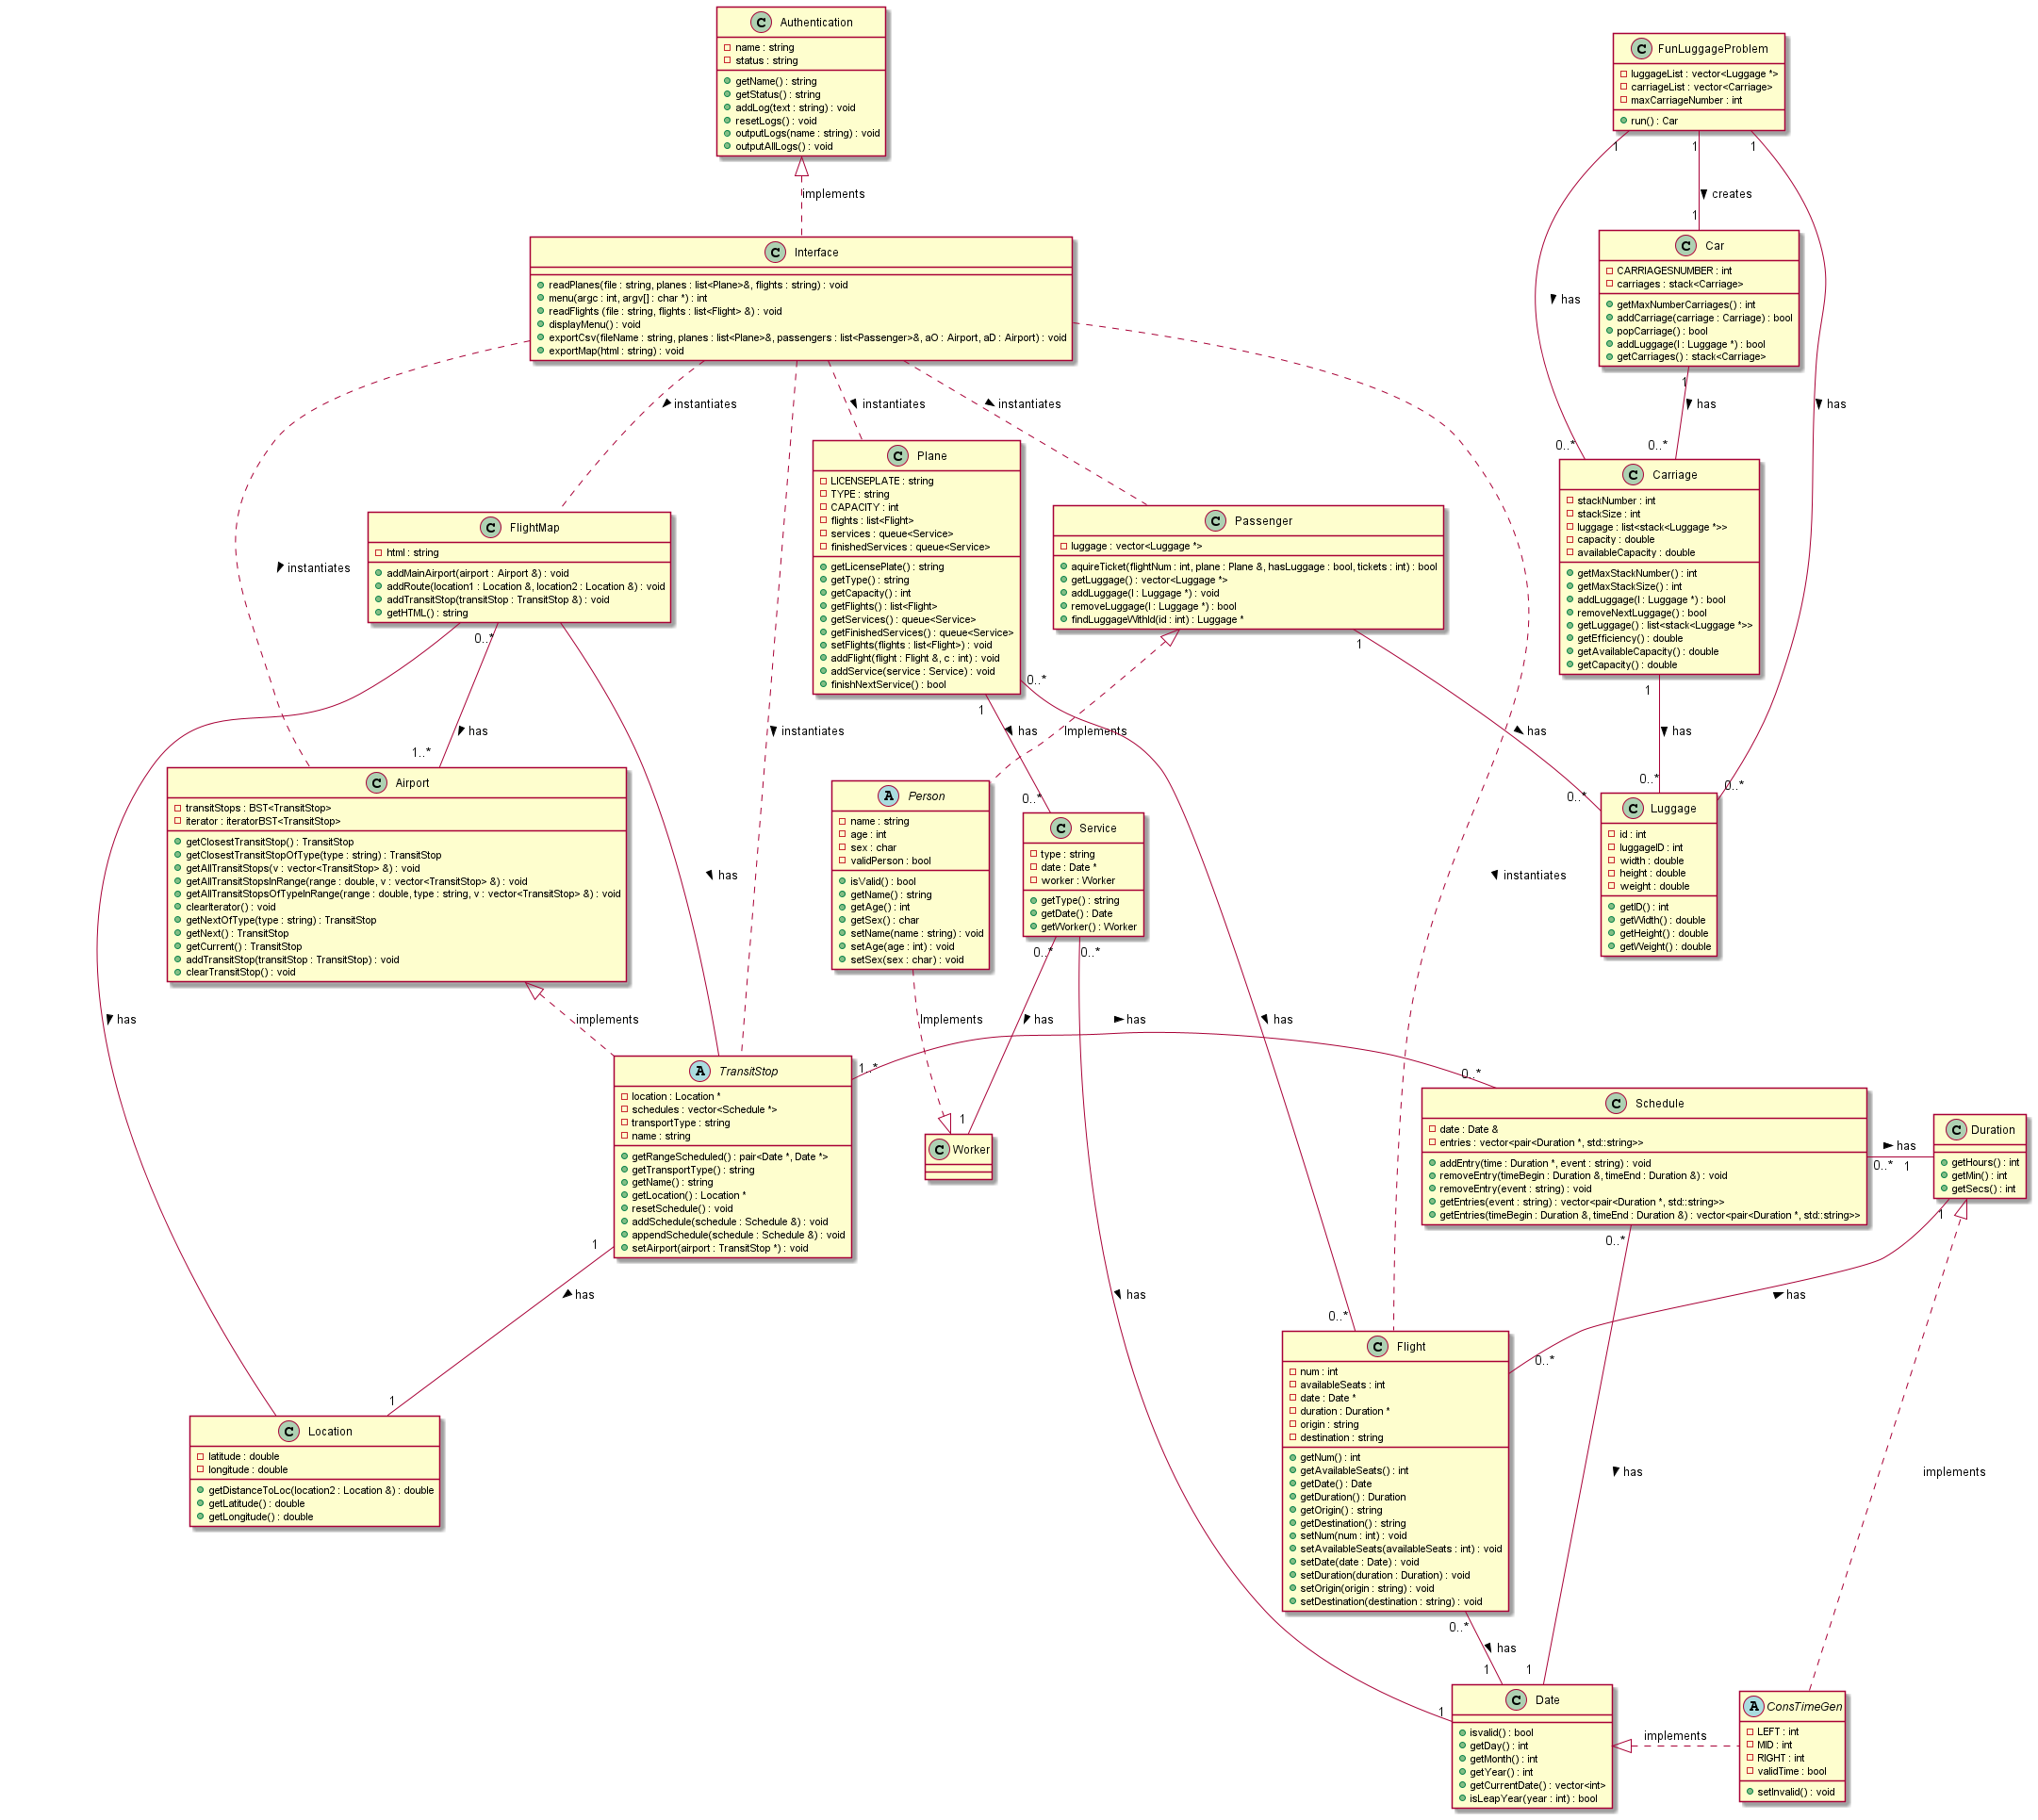 Authentication
name : string
status : string
getName() : string
getStatus() : string
addLog(text : string) : void
resetLogs() : void
outputLogs(name : string) : void
outputAllLogs() : void
FunLuggageProblem
luggageList : vector<Luggage *>
carriageList : vector<Carriage>
maxCarriageNumber : int
run() : Car
1
1
1
implements
creates
1
Interface
readPlanes(file : string, planes : list<Plane>&, flights : string) : void
menu(argc : int, argv[] : char *) : int
readFlights (file : string, flights : list<Flight> &) : void
displayMenu() : void
exportCsv(fileName : string, planes : list<Plane>&, passengers : list<Passenger>&, aO : Airport, aD : Airport) : void
exportMap(html : string) : void
has
Car
CARRIAGESNUMBER : int
carriages : stack<Carriage>
getMaxNumberCarriages() : int
addCarriage(carriage : Carriage) : bool
popCarriage() : bool
addLuggage(l : Luggage *) : bool
getCarriages() : stack<Carriage>
1
instantiates
instantiates
instantiates
has
has
0..*
0..*
FlightMap
html : string
addMainAirport(airport : Airport &) : void
addRoute(location1 : Location &, location2 : Location &) : void
addTransitStop(transitStop : TransitStop &) : void
getHTML() : string
instantiates
Plane
LICENSEPLATE : string
TYPE : string
CAPACITY : int
flights : list<Flight>
services : queue<Service>
finishedServices : queue<Service>
getLicensePlate() : string
getType() : string
getCapacity() : int
getFlights() : list<Flight>
getServices() : queue<Service>
getFinishedServices() : queue<Service>
setFlights(flights : list<Flight>) : void
addFlight(flight : Flight &, c : int) : void
addService(service : Service) : void
finishNextService() : bool
Passenger
luggage : vector<Luggage *>
aquireTicket(flightNum : int, plane : Plane &, hasLuggage : bool, tickets : int) : bool
getLuggage() : vector<Luggage *>
addLuggage(l : Luggage *) : void
removeLuggage(l : Luggage *) : bool
findLuggageWithId(id : int) : Luggage *
Carriage
stackNumber : int
stackSize : int
luggage : list<stack<Luggage *>>
capacity : double
availableCapacity : double
getMaxStackNumber() : int
getMaxStackSize() : int
addLuggage(l : Luggage *) : bool
removeNextLuggage() : bool
getLuggage() : list<stack<Luggage *>>
getEfficiency() : double
getAvailableCapacity() : double
getCapacity() : double
0..*
1
0..*
1
1
has
1..*
instantiates
has
Implements
has
has
0..*
0..*
0..*
0..*
Airport
transitStops : BST<TransitStop>
iterator : iteratorBST<TransitStop>
getClosestTransitStop() : TransitStop
getClosestTransitStopOfType(type : string) : TransitStop
getAllTransitStops(v : vector<TransitStop> &) : void
getAllTransitStopsInRange(range : double, v : vector<TransitStop> &) : void
getAllTransitStopsOfTypeInRange(range : double, type : string, v : vector<TransitStop> &) : void
clearIterator() : void
getNextOfType(type : string) : TransitStop
getNext() : TransitStop
getCurrent() : TransitStop
addTransitStop(transitStop : TransitStop) : void
clearTransitStop() : void
has
Person
name : string
age : int
sex : char
validPerson : bool
isValid() : bool
getName() : string
getAge() : int
getSex() : char
setName(name : string) : void
setAge(age : int) : void
setSex(sex : char) : void
Service
type : string
date : Date *
worker : Worker
getType() : string
getDate() : Date
getWorker() : Worker
instantiates
Luggage
id : int
luggageID : int
width : double
height : double
weight : double
getID() : int
getWidth() : double
getHeight() : double
getWeight() : double
0..*
0..*
has
implements
Implements
has
has
has
1..*
0..*
TransitStop
location : Location *
schedules : vector<Schedule *>
transportType : string
name : string
getRangeScheduled() : pair<Date *, Date *>
getTransportType() : string
getName() : string
getLocation() : Location *
resetSchedule() : void
addSchedule(schedule : Schedule &) : void
appendSchedule(schedule : Schedule &) : void
setAirport(airport : TransitStop *) : void
1
Worker
Schedule
date : Date &
entries : vector<pair<Duration *, std::string>>
addEntry(time : Duration *, event : string) : void
removeEntry(timeBegin : Duration &, timeEnd : Duration &) : void
removeEntry(event : string) : void
getEntries(event : string) : vector<pair<Duration *, std::string>>
getEntries(timeBegin : Duration &, timeEnd : Duration &) : vector<pair<Duration *, std::string>>
has
0..*
1
Duration
getHours() : int
getMin() : int
getSecs() : int
1
0..*
1
has
has
has
0..*
0..*
1
Location
latitude : double
longitude : double
getDistanceToLoc(location2 : Location &) : double
getLatitude() : double
getLongitude() : double
Flight
num : int
availableSeats : int
date : Date *
duration : Duration *
origin : string
destination : string
getNum() : int
getAvailableSeats() : int
getDate() : Date
getDuration() : Duration
getOrigin() : string
getDestination() : string
setNum(num : int) : void
setAvailableSeats(availableSeats : int) : void
setDate(date : Date) : void
setDuration(duration : Duration) : void
setOrigin(origin : string) : void
setDestination(destination : string) : void
has
implements
0..*
has
1
1
1
Date
isvalid() : bool
getDay() : int
getMonth() : int
getYear() : int
getCurrentDate() : vector<int>
isLeapYear(year : int) : bool
implements
ConsTimeGen
LEFT : int
MID : int
RIGHT : int
validTime : bool
setInvalid() : void